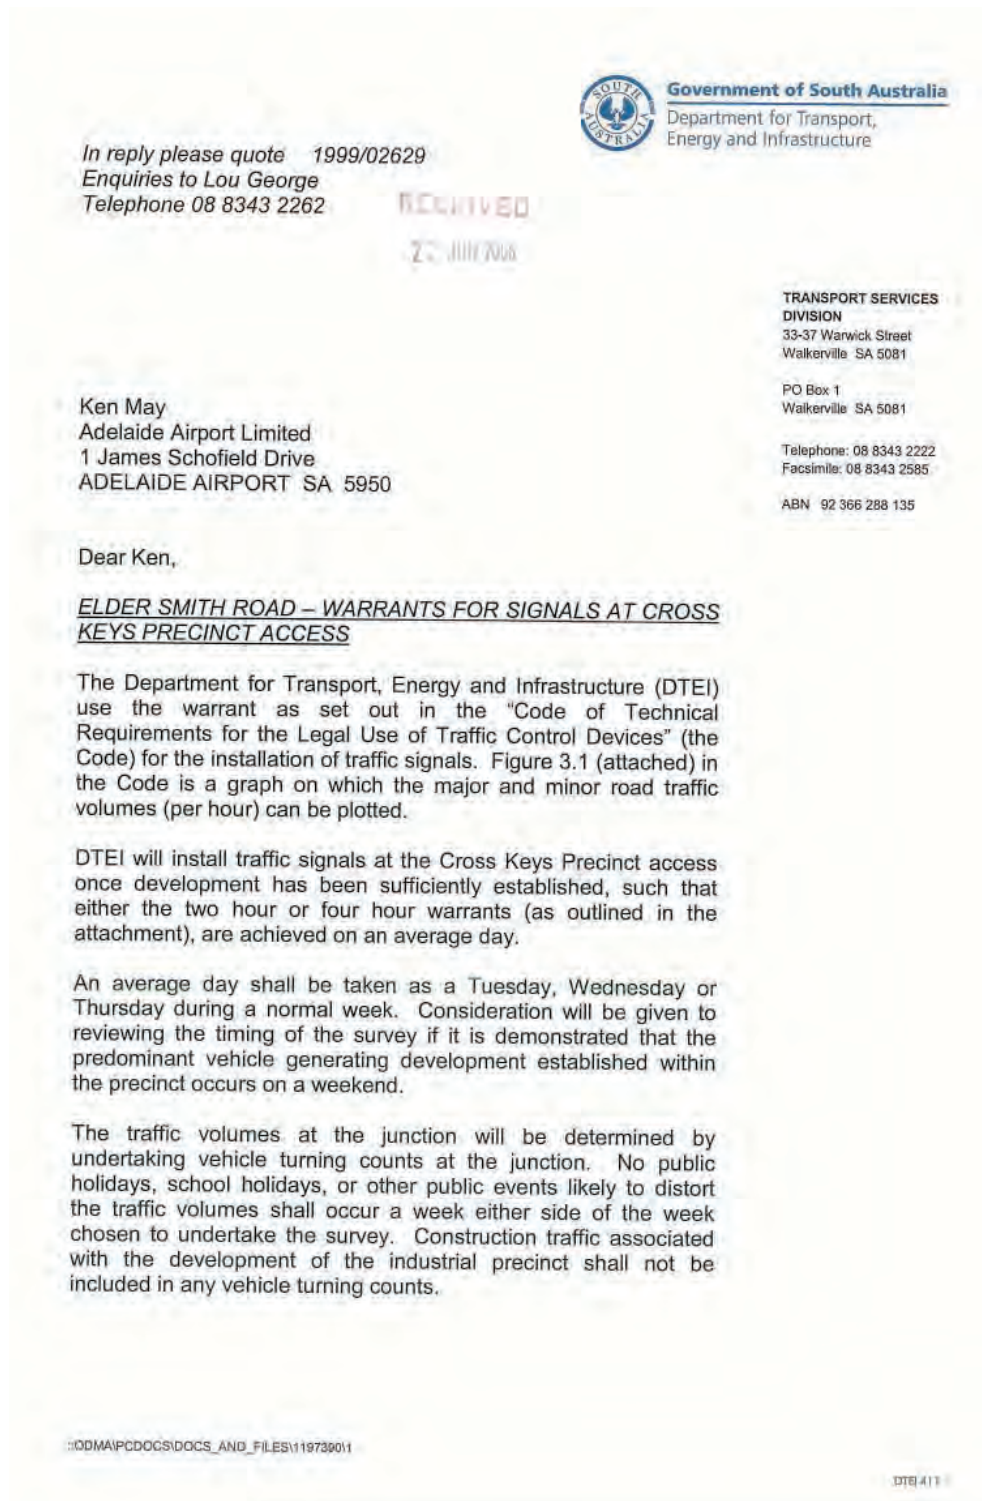 Government of South Australia
Department for Transport,
Energy and Infrastructure
SOUTH AUSTRALIA
In reply please quote 1999/02629
Enquiries to Lou George
Telephone 08 8343 2262
RECEIVED
JUN
TRANSPORT SERVICES
DIVISION
33-37 Warwick Street
Walkerville SA 5081
PO Box 1
Walkerville SA 5081
Telephone: 08 8343 2222
Facsimile: 08 8343 2585
ABN 92 366 288 135
Ken May
Adelaide Airport Limited
1 James Schofield Drive
ADELAIDE AIRPORT SA 5950
Dear Ken,
ELDER SMITH ROAD – WARRANTS FOR SIGNALS AT CROSS
KEYS PRECINCT ACCESS
The Department for Transport, Energy and Infrastructure (DTEI)
use the warrant as set out in the “Code of Technical
Requirements for the Legal Use of Traffic Control Devices” (the
Code) for the installation of traffic signals. Figure 3.1 (attached) in
the Code is a graph on which the major and minor road traffic
volumes (per hour) can be plotted.
DTEI will install traffic signals at the Cross Keys Precinct access
once development has been sufficiently established, such that
either the two hour or four hour warrants (as outlined in the
attachment), are achieved on an average day.
An average day shall be taken as a Tuesday, Wednesday or
Thursday during a normal week. Consideration will be given to
reviewing the timing of the survey if it is demonstrated that the
predominant vehicle generating development established within
the precinct occurs on a weekend.
The traffic volumes at the junction will be determined by
undertaking vehicle turning counts at the junction. No public
holidays, school holidays, or other public events likely to distort
the traffic volumes shall occur a week either side of the week
chosen to undertake the survey. Construction traffic associated
with the development of the industrial precinct shall not be
included in any vehicle turning counts.
::ODMA\PCDOCS\DOCS_AND_FILES\1197390\1
DTEI 411